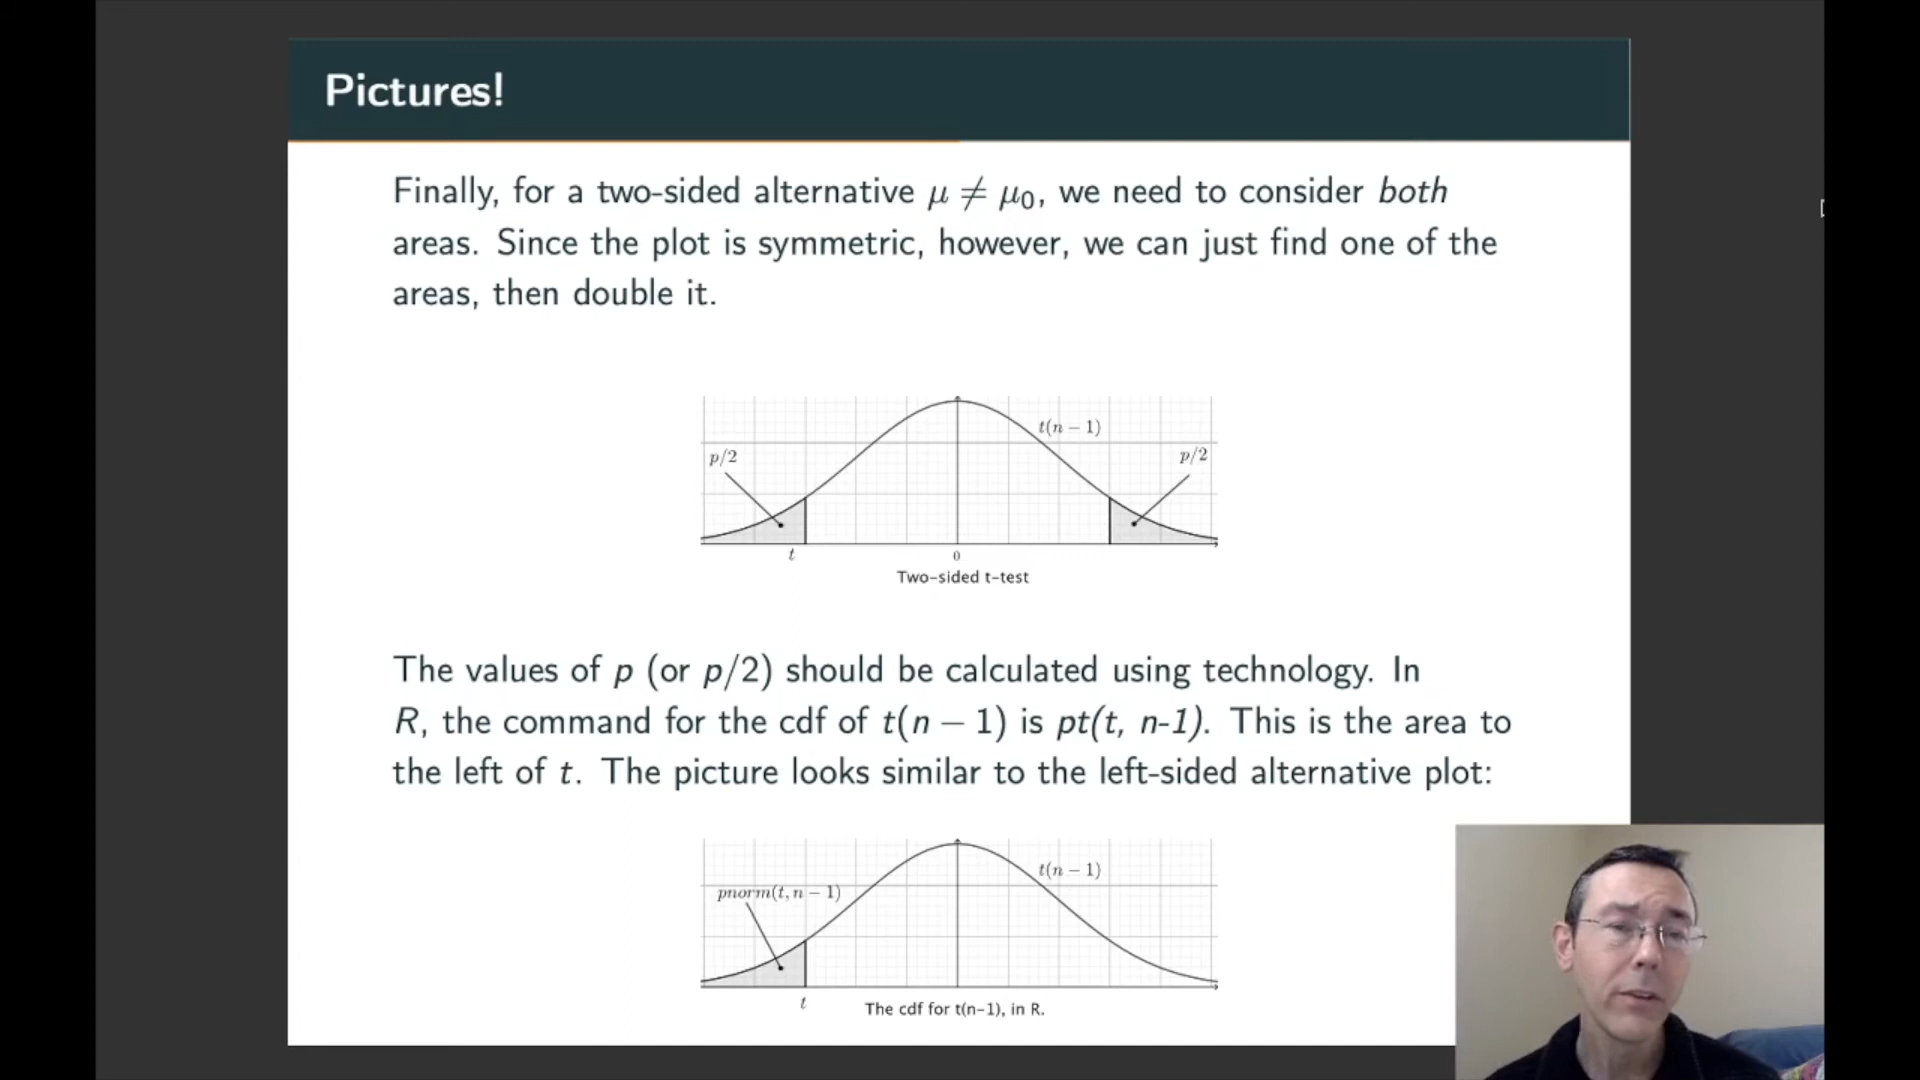 Pictures!
Finally, for a two-sided alternative μ ≠ μ₀, we need to consider both
areas. Since the plot is symmetric, however, we can just find one of the
areas, then double it.
t(n − 1)
p/2
p/2
t
0
Two-sided t-test
The values of p (or p/2) should be calculated using technology. In
R, the command for the cdf of t(n − 1) is pt(t, n-1). This is the area to
the left of t. The picture looks similar to the left-sided alternative plot:
t(n − 1)
pnorm(t, n − 1)
t
The cdf for t(n-1), in R.